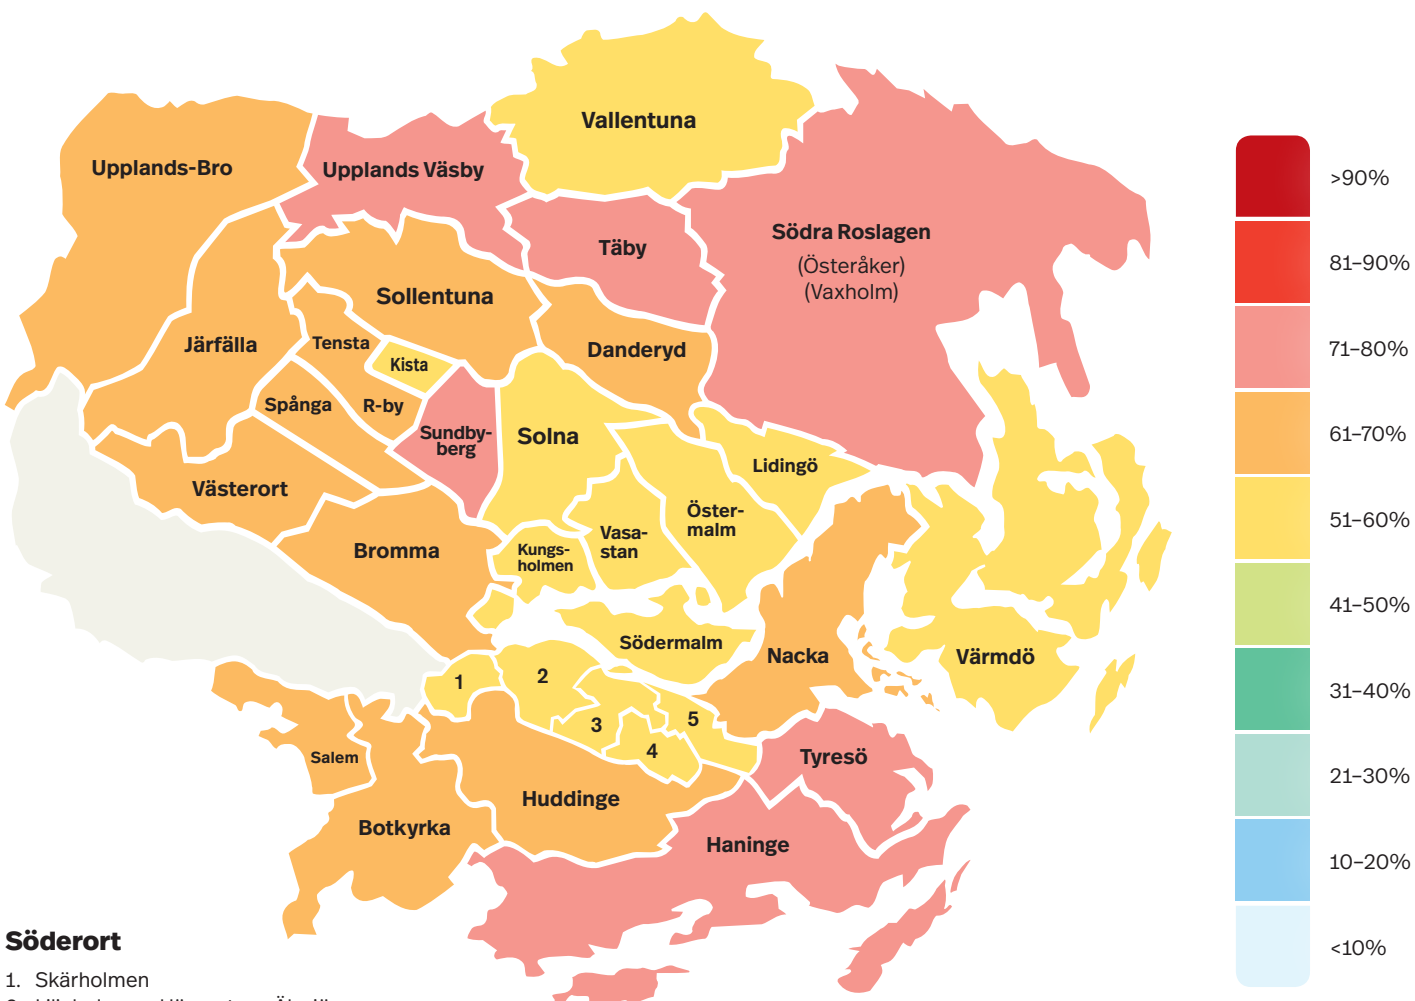 Vallentuna
Upplands-Bro
Upplands Väsby
Täby
Södra Roslagen
(Österåker)
(Vaxholm)
Sollentuna
Järfälla
Tensta
Kista
Danderyd
Spånga
R-by
Sundby-
berg
Solna
Lidingö
Västerort
Öster-
malm
Vasa-
stan
Bromma
Kungs-
holmen
Södermalm
Nacka
Värmdö
1
2
3
4
5
Salem
Tyresö
Huddinge
Botkyrka
Haninge
>90%
81–90%
71–80%
61–70%
51–60%
41–50%
31–40%
21–30%
10–20%
<10%
Söderort
1. Skärholmen